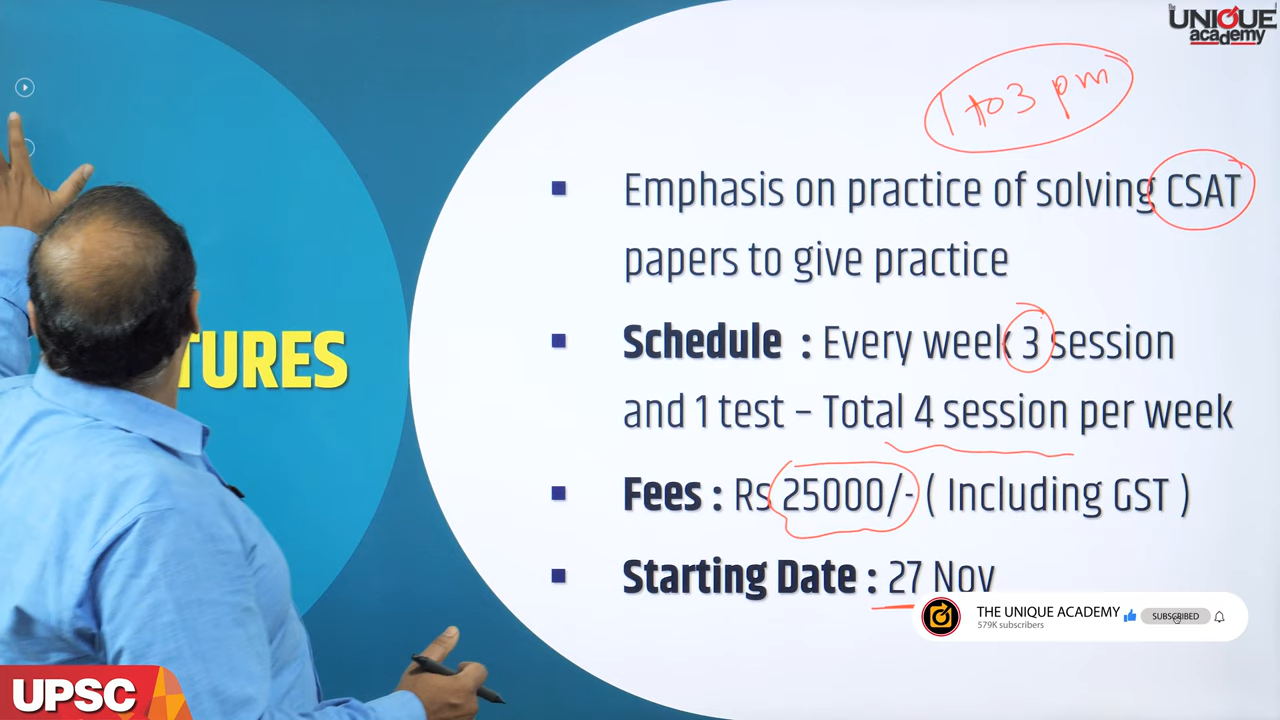 The UNIQUE academy
1 to 3 pm
Emphasis on practice of solving CSAT
papers to give practice
Schedule : Every week 3 session
and 1 test – Total 4 session per week
TURES
Fees : Rs 25000/- ( Including GST )
Starting Date : 27 Nov
THE UNIQUE ACADEMY
579K subscribers
SUBSCRIBED
UPSC